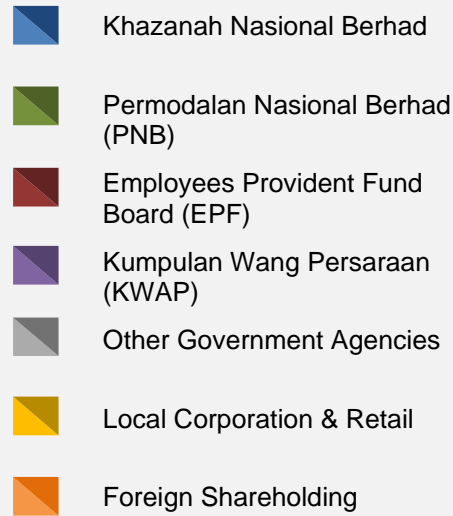 Khazanah Nasional Berhad
Permodalan Nasional Berhad
(PNB)
Employees Provident Fund
Board (EPF)
Kumpulan Wang Persaraan
(KWAP)
Other Government Agencies
Local Corporation & Retail
Foreign Shareholding